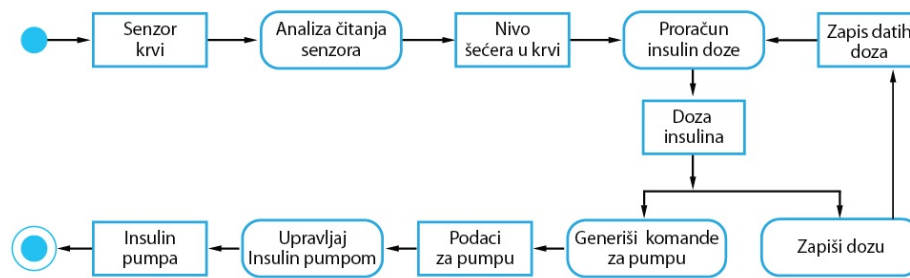 Senzor
krvi
Analiza čitanja
senzora
Nivo
šećera u krvi
Proračun
insulin doze
Zapis datih
doza
Doza
insulina
Insulin
pumpa
Upravljaj
Insulin pumpom
Podaci
za pumpu
Generiši komande
za pumpu
Zapiši dozu